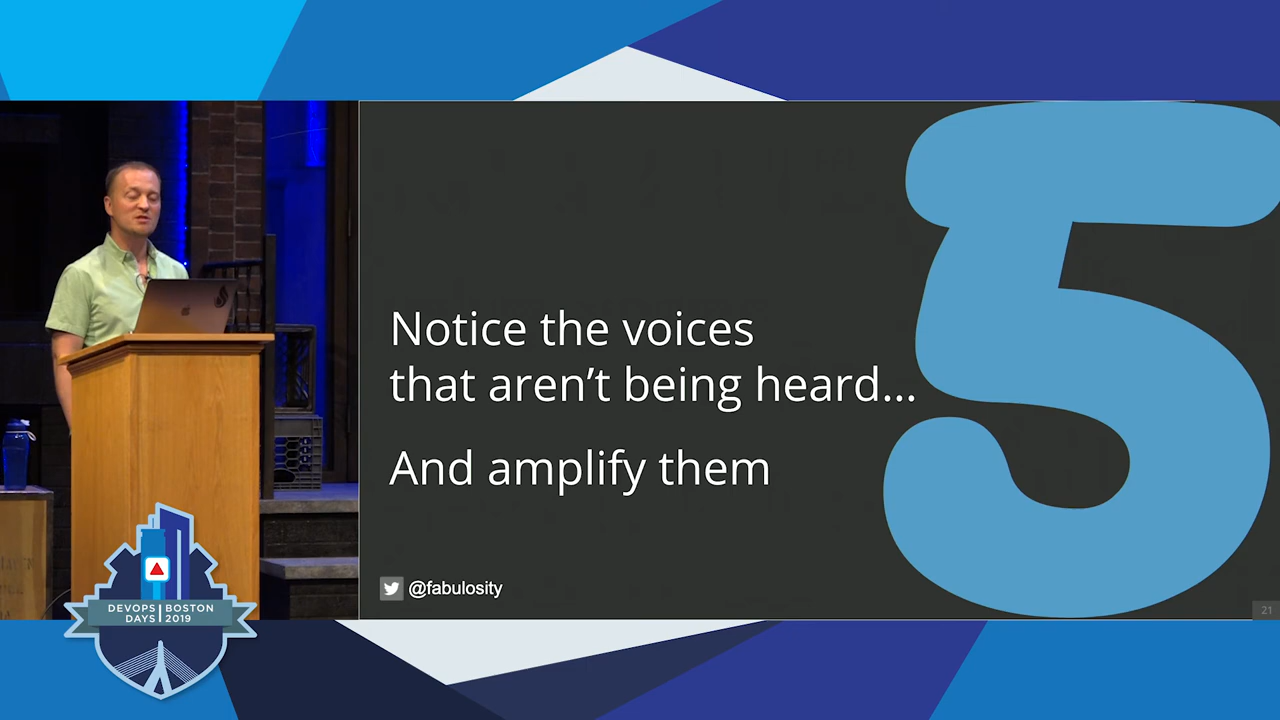 5
Notice the voices
that aren’t being heard...
And amplify them
@fabulosity
21
DEVOPS BOSTON
DAYS 2019